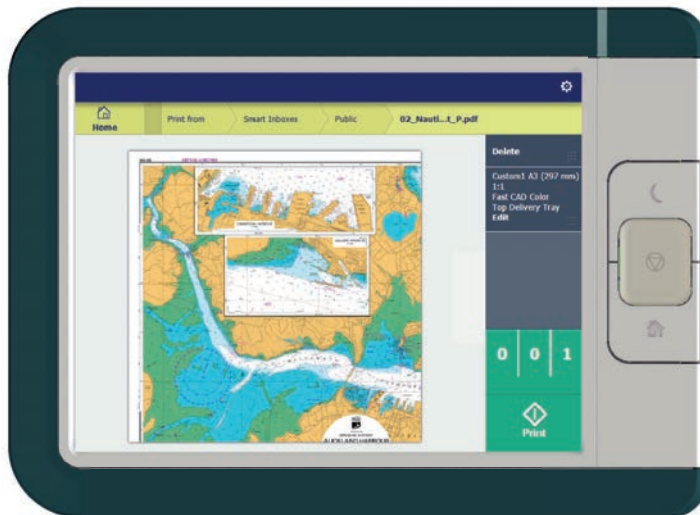 Home
Print from
Smart Inboxes
Public
02_Nauti...t_P.pdf
Delete
Custom1 A3 (297 mm)
1:1
Fast CAD Color
Top Delivery Tray
Edit
0 0 1
Print
AUCKLAND HARBOUR